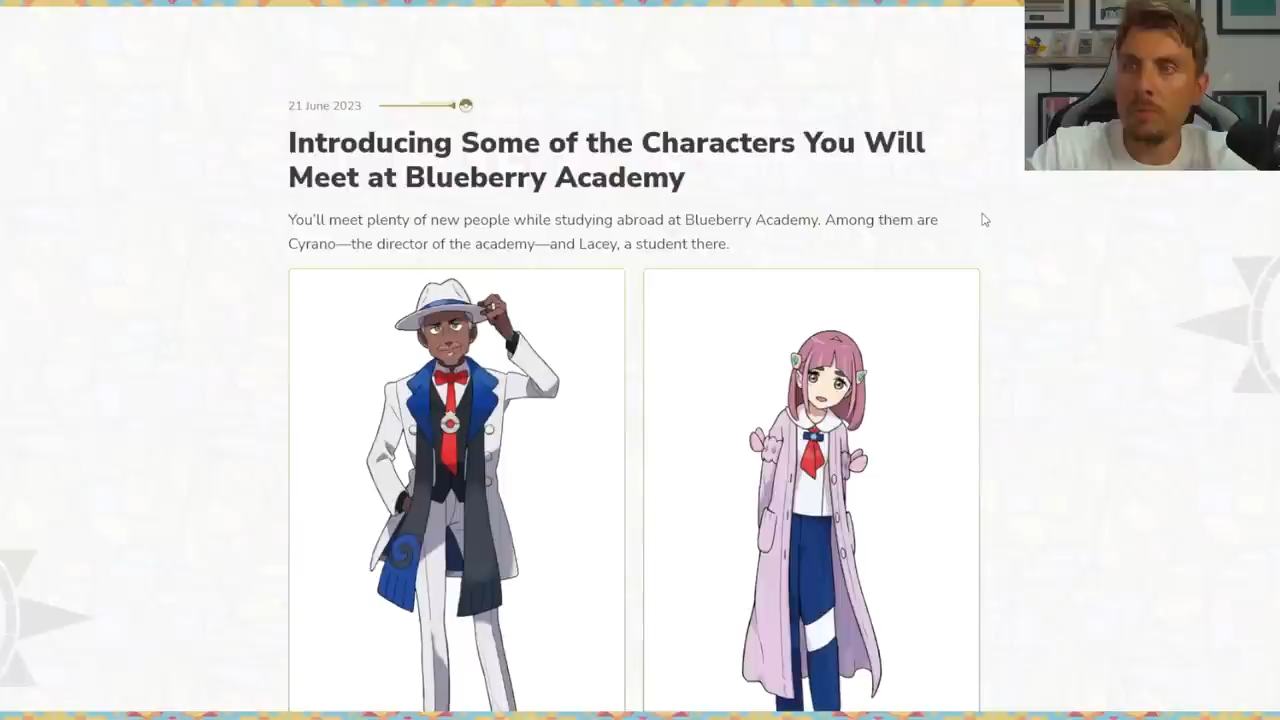 21 June 2023
Introducing Some of the Characters You Will
Meet at Blueberry Academy
You'll meet plenty of new people while studying abroad at Blueberry Academy. Among them are
Cyrano—the director of the academy—and Lacey, a student there.